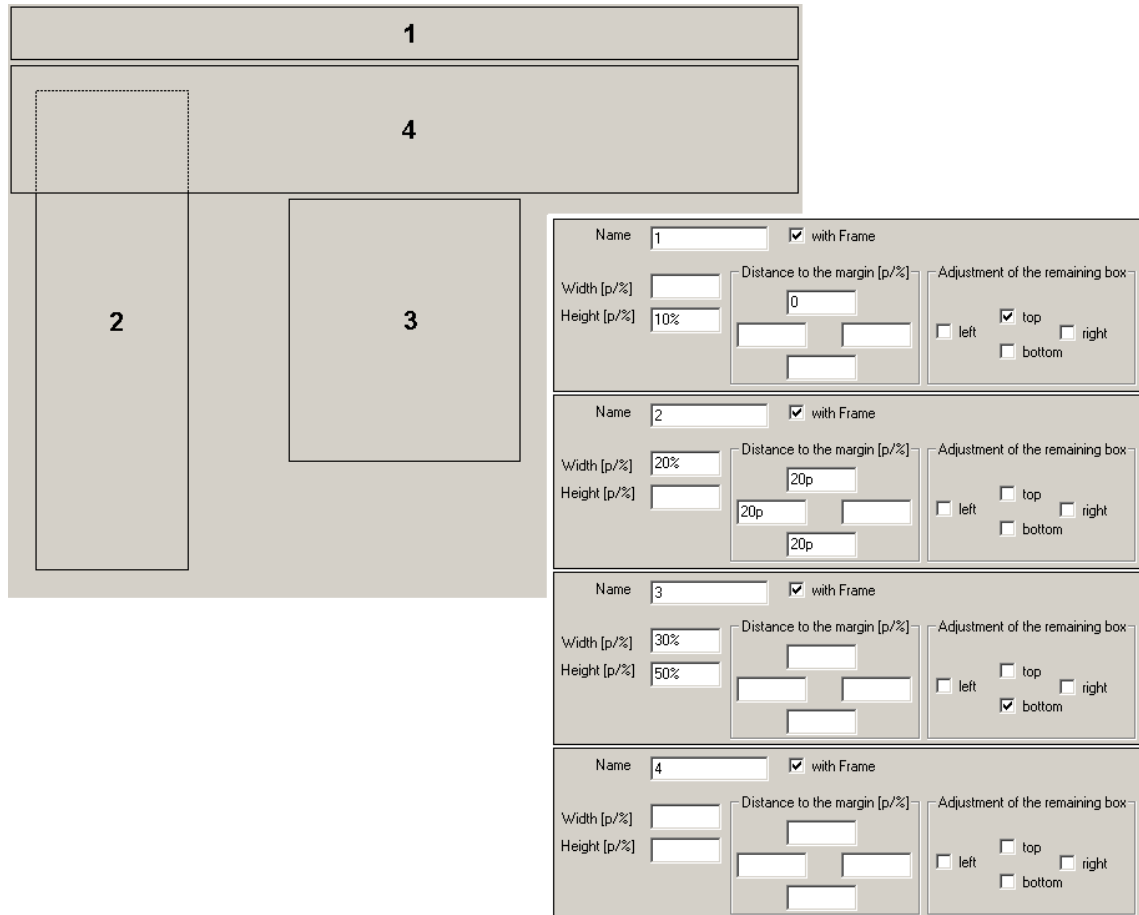 1
4
2
3
Name 1 with Frame
Distance to the margin [p/%] Adjustment of the remaining box
Width [p/%]
0
Height [p/%] 10%
top
left right
bottom
Name 2 with Frame
Distance to the margin [p/%] Adjustment of the remaining box
Width [p/%] 20%
20p
Height [p/%]
top
20p left right
bottom
20p
Name 3 with Frame
Distance to the margin [p/%] Adjustment of the remaining box
Width [p/%] 30%
Height [p/%] 50%
top
left right
bottom
Name 4 with Frame
Distance to the margin [p/%] Adjustment of the remaining box
Width [p/%]
Height [p/%]
top
left right
bottom